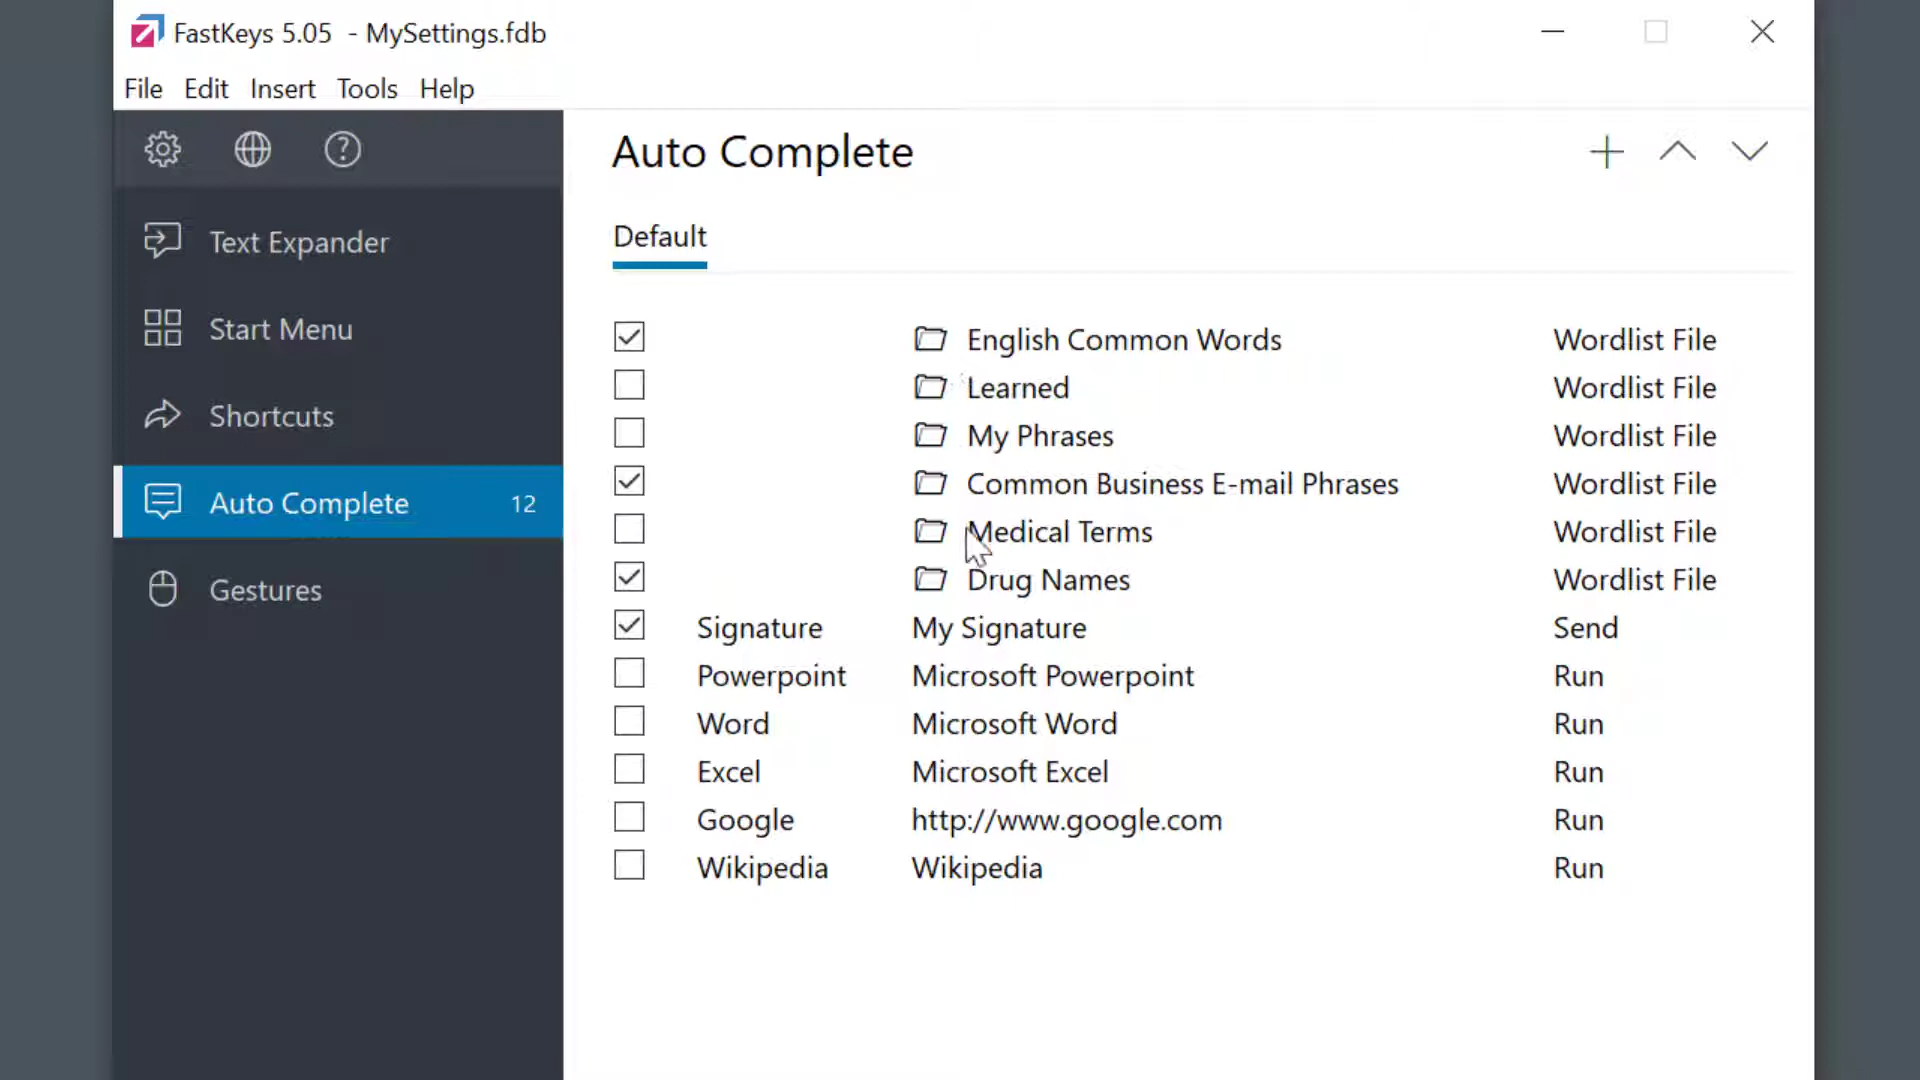 FastKeys 5.05 - MySettings.fdb
File Edit Insert Tools Help
Auto Complete
Default
Text Expander
Start Menu
Shortcuts
Auto Complete 12
Gestures
English Common Words Wordlist File
Learned Wordlist File
My Phrases Wordlist File
Common Business E-mail Phrases Wordlist File
Medical Terms Wordlist File
Drug Names Wordlist File
Signature My Signature Send
Powerpoint Microsoft Powerpoint Run
Word Microsoft Word Run
Excel Microsoft Excel Run
Google http://www.google.com Run
Wikipedia Wikipedia Run